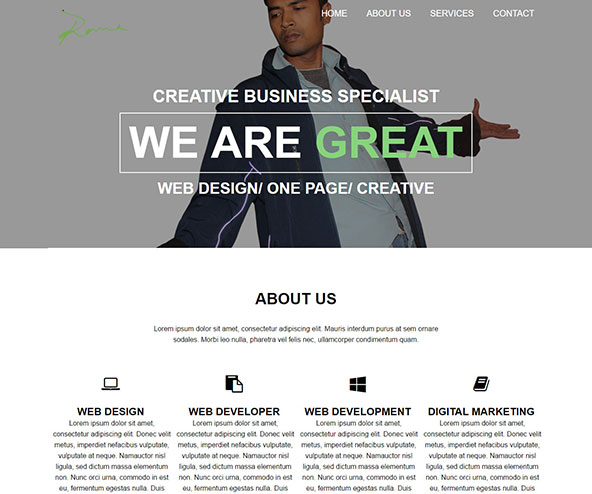 HOME ABOUT US SERVICES CONTACT
CREATIVE BUSINESS SPECIALIST
WE ARE GREAT
WEB DESIGN/ ONE PAGE/ CREATIVE
ABOUT US
Lorem ipsum dolor sit amet, consectetur adipiscing elit. Mauris interdum purus at sem ornare
sodales. Morbi leo nulla, pharetra vel felis nec, ullamcorper condimentum quam.
WEB DESIGN
Lorem ipsum dolor sit amet,
consectetur adipiscing elit. Donec velit
metus, imperdiet nefacibus vulputate,
vulputate at neque. Namauctor nisl
ligula, sed dictum massa elementum
non. Nunc orci urna, commodo in est
eu, fermentum egestas nulla. Duis
WEB DEVELOPER
Lorem ipsum dolor sit amet,
consectetur adipiscing elit. Donec velit
metus, imperdiet nefacibus vulputate,
vulputate at neque. Namauctor nisl
ligula, sed dictum massa elementum
non. Nunc orci urna, commodo in est
eu, fermentum egestas nulla. Duis
WEB DEVELOPMENT
Lorem ipsum dolor sit amet,
consectetur adipiscing elit. Donec velit
metus, imperdiet nefacibus vulputate,
vulputate at neque. Namauctor nisl
ligula, sed dictum massa elementum
non. Nunc orci urna, commodo in est
eu, fermentum egestas nulla. Duis
DIGITAL MARKETING
Lorem ipsum dolor sit amet,
consectetur adipiscing elit. Donec velit
metus, imperdiet nefacibus vulputate,
vulputate at neque. Namauctor nisl
ligula, sed dictum massa elementum
non. Nunc orci urna, commodo in est
eu, fermentum egestas nulla. Duis